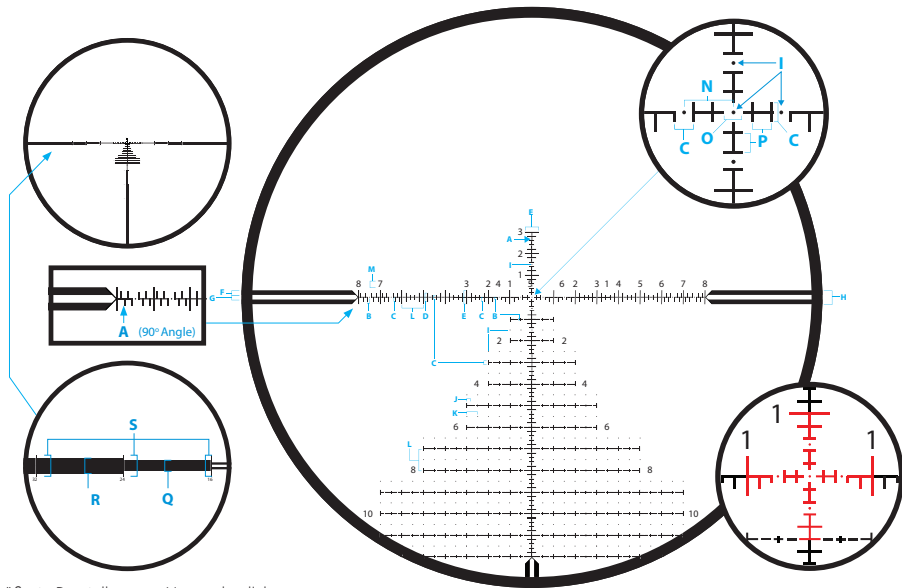 I
N
C
O
P
C
E
3
A
2
I
1
M
8 7 3 2 4 1 6 2 3 1 4 5 6 7 8
F
G
H
B C L D E C B
A (90° Angle)
I
2 2
C
4 4
J
K
6 6
L
8 8
10 10
S
32 24 16
R Q
1
1 1